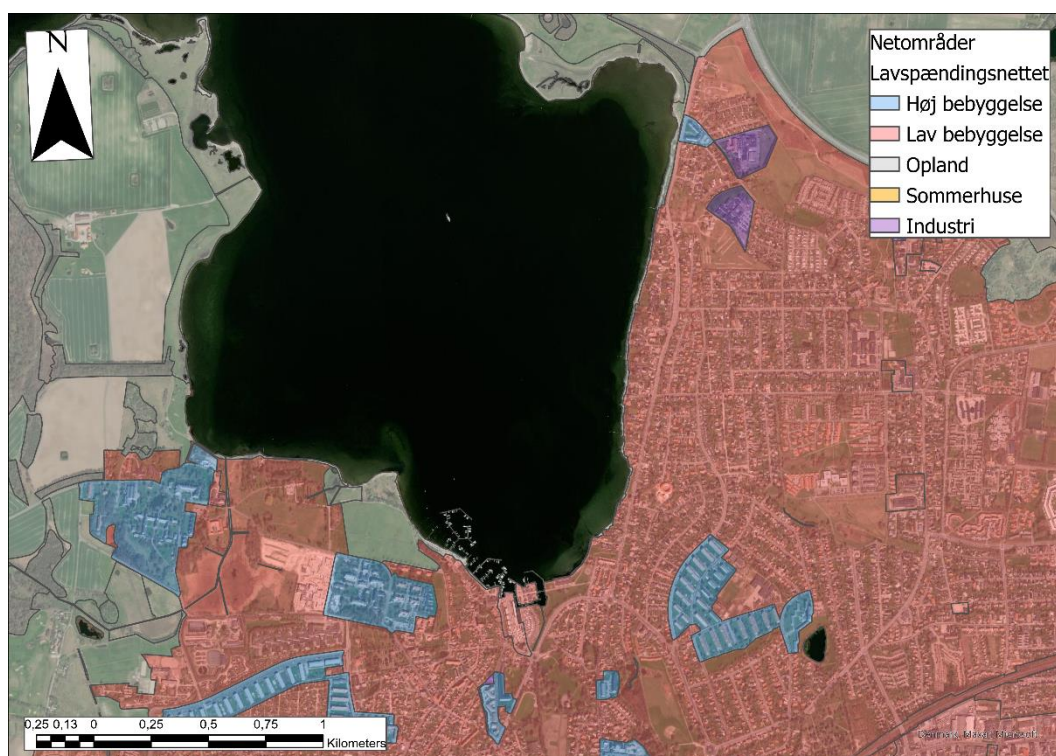 N
Netområder
Lavspændingsnettet
Høj bebyggelse
Lav bebyggelse
Opland
Sommerhuse
Industri
0,25 0,13 0 0,25 0,5 0,75 1
Kilometers